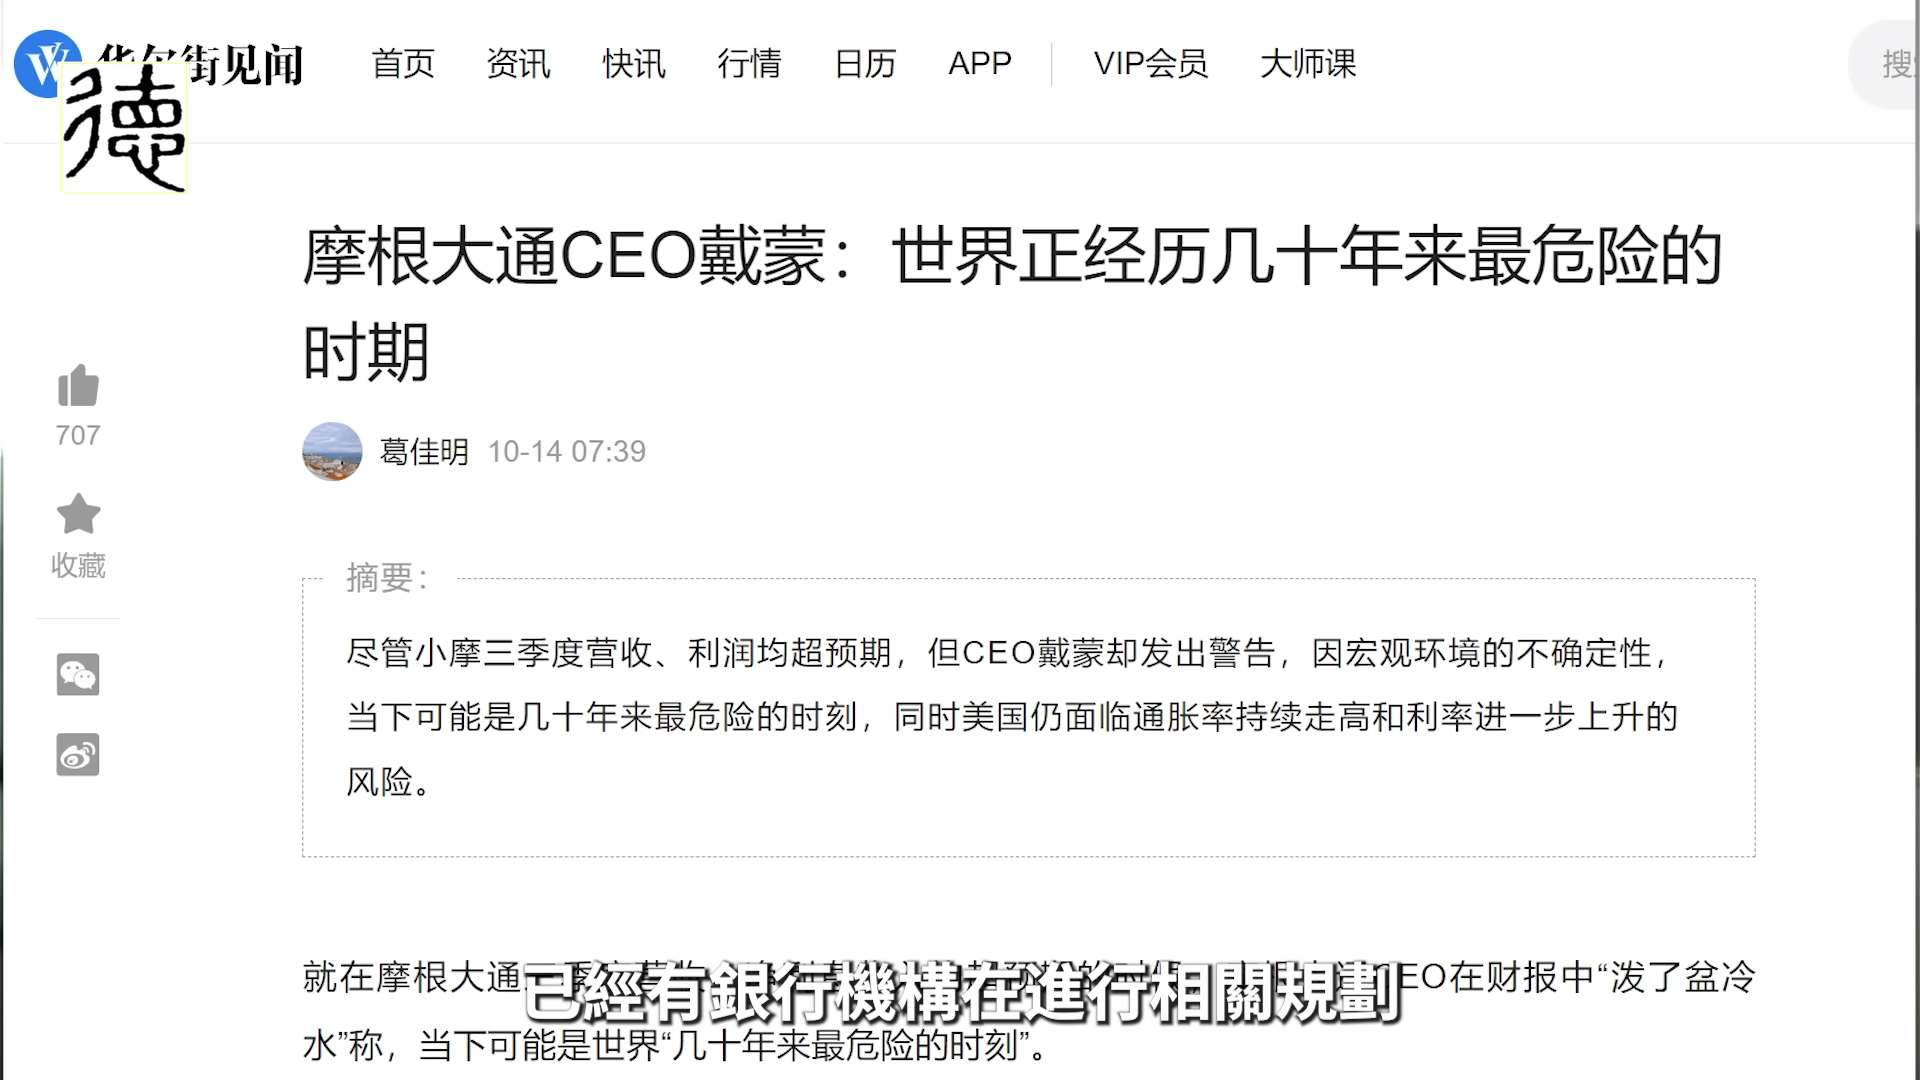 华尔街见闻
首页 资讯 快讯 行情 日历 APP VIP会员 大师课
搜
德
摩根大通CEO戴蒙：世界正经历几十年来最危险的
时期
707
葛佳明 10-14 07:39
收藏
摘要：
尽管小摩三季度营收、利润均超预期，但CEO戴蒙却发出警告，因宏观环境的不确定性，
当下可能是几十年来最危险的时刻，同时美国仍面临通胀率持续走高和利率进一步上升的
风险。
就在摩根大通 EO在财报中“泼了盆冷
已經有銀行機構在進行相關規劃
水”称，当下可能是世界“几十年来最危险的时刻”。